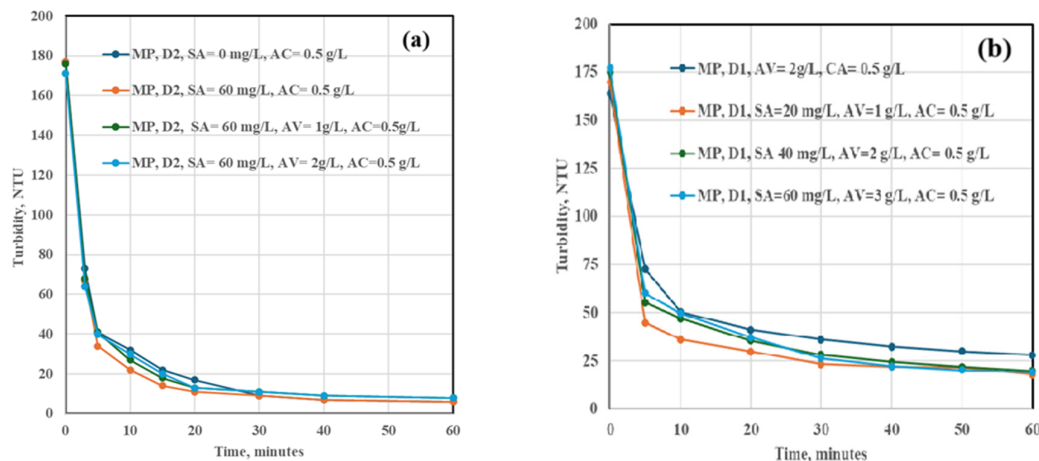 (a)
200
180
160
140
120
100
80
60
40
20
0
Turbidity, NTU
MP, D2, SA= 0 mg/L, AC= 0.5 g/L
MP, D2, SA= 60 mg/L, AC= 0.5 g/L
MP, D2, SA= 60 mg/L, AV= 1g/L, AC=0.5g/L
MP, D2, SA= 60 mg/L, AV= 2g/L, AC=0.5 g/L
0 10 20 30 40 50 60
Time, minutes
(b)
200
175
150
125
100
75
50
25
0
Turbidity, NTU
MP, D1, AV= 2g/L, CA= 0.5 g/L
MP, D1, SA=20 mg/L, AV=1 g/L, AC= 0.5 g/L
MP, D1, SA 40 mg/L, AV=2 g/L, AC= 0.5 g/L
MP, D1, SA=60 mg/L, AV=3 g/L, AC= 0.5 g/L
0 10 20 30 40 50 60
Time, minutes